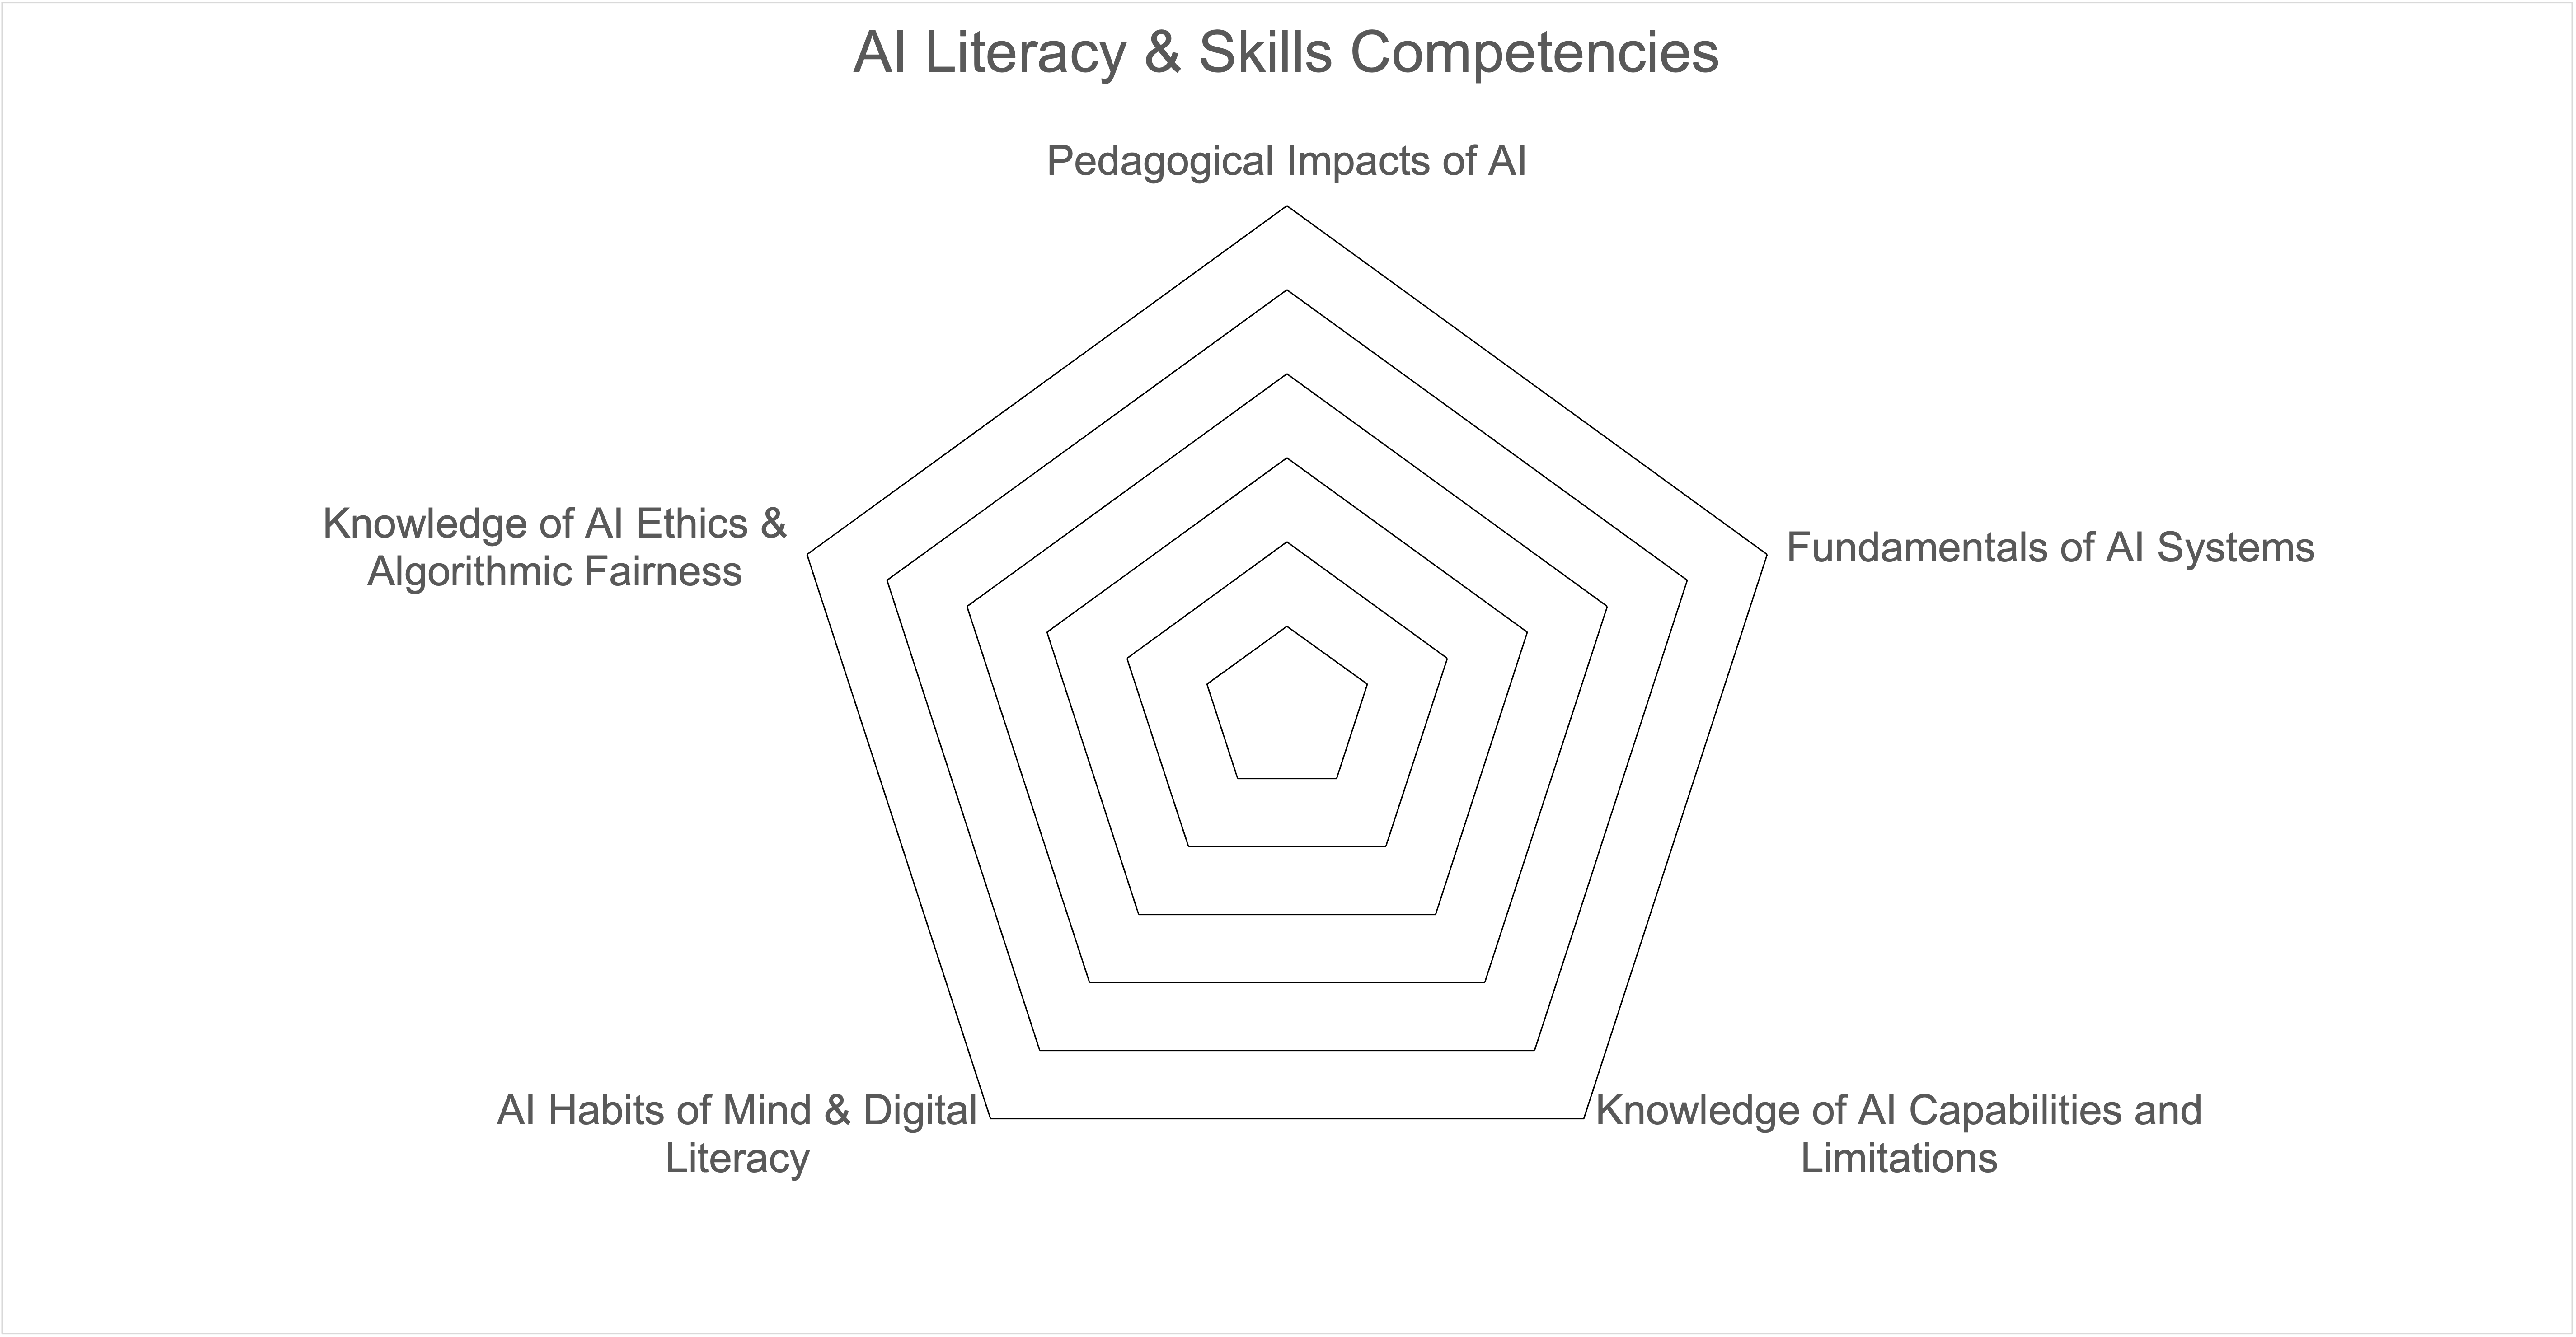 AI Literacy & Skills Competencies
Pedagogical Impacts of AI
Knowledge of AI Ethics &
Algorithmic Fairness
Fundamentals of AI Systems
AI Habits of Mind & Digital
Literacy
Knowledge of AI Capabilities and
Limitations